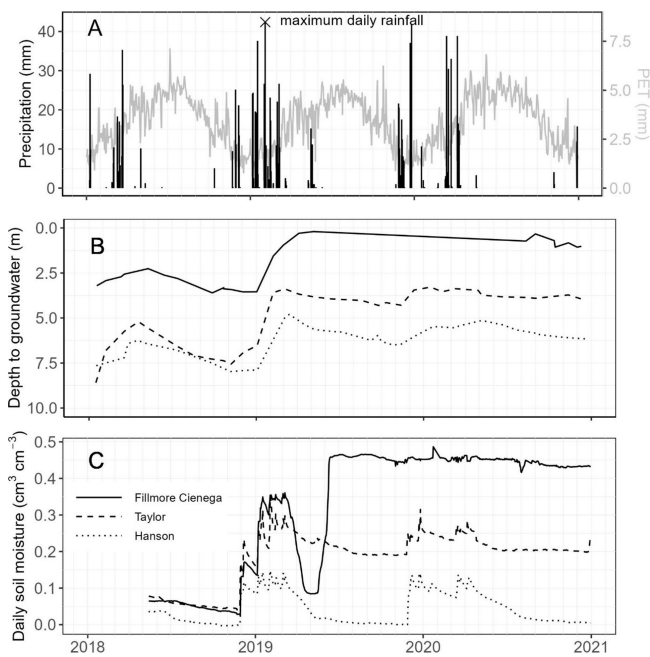 A
maximum daily rainfall
Precipitation (mm)
40
30
20
10
0
7.5
5.0
2.5
0.0
PET (mm)
B
Depth to groundwater (m)
0.0
2.5
5.0
7.5
10.0
C
Daily soil moisture (cm³ cm⁻³)
0.5
0.4
0.3
0.2
0.1
0.0
Fillmore Cienega
Taylor
Hanson
2018 2019 2020 2021